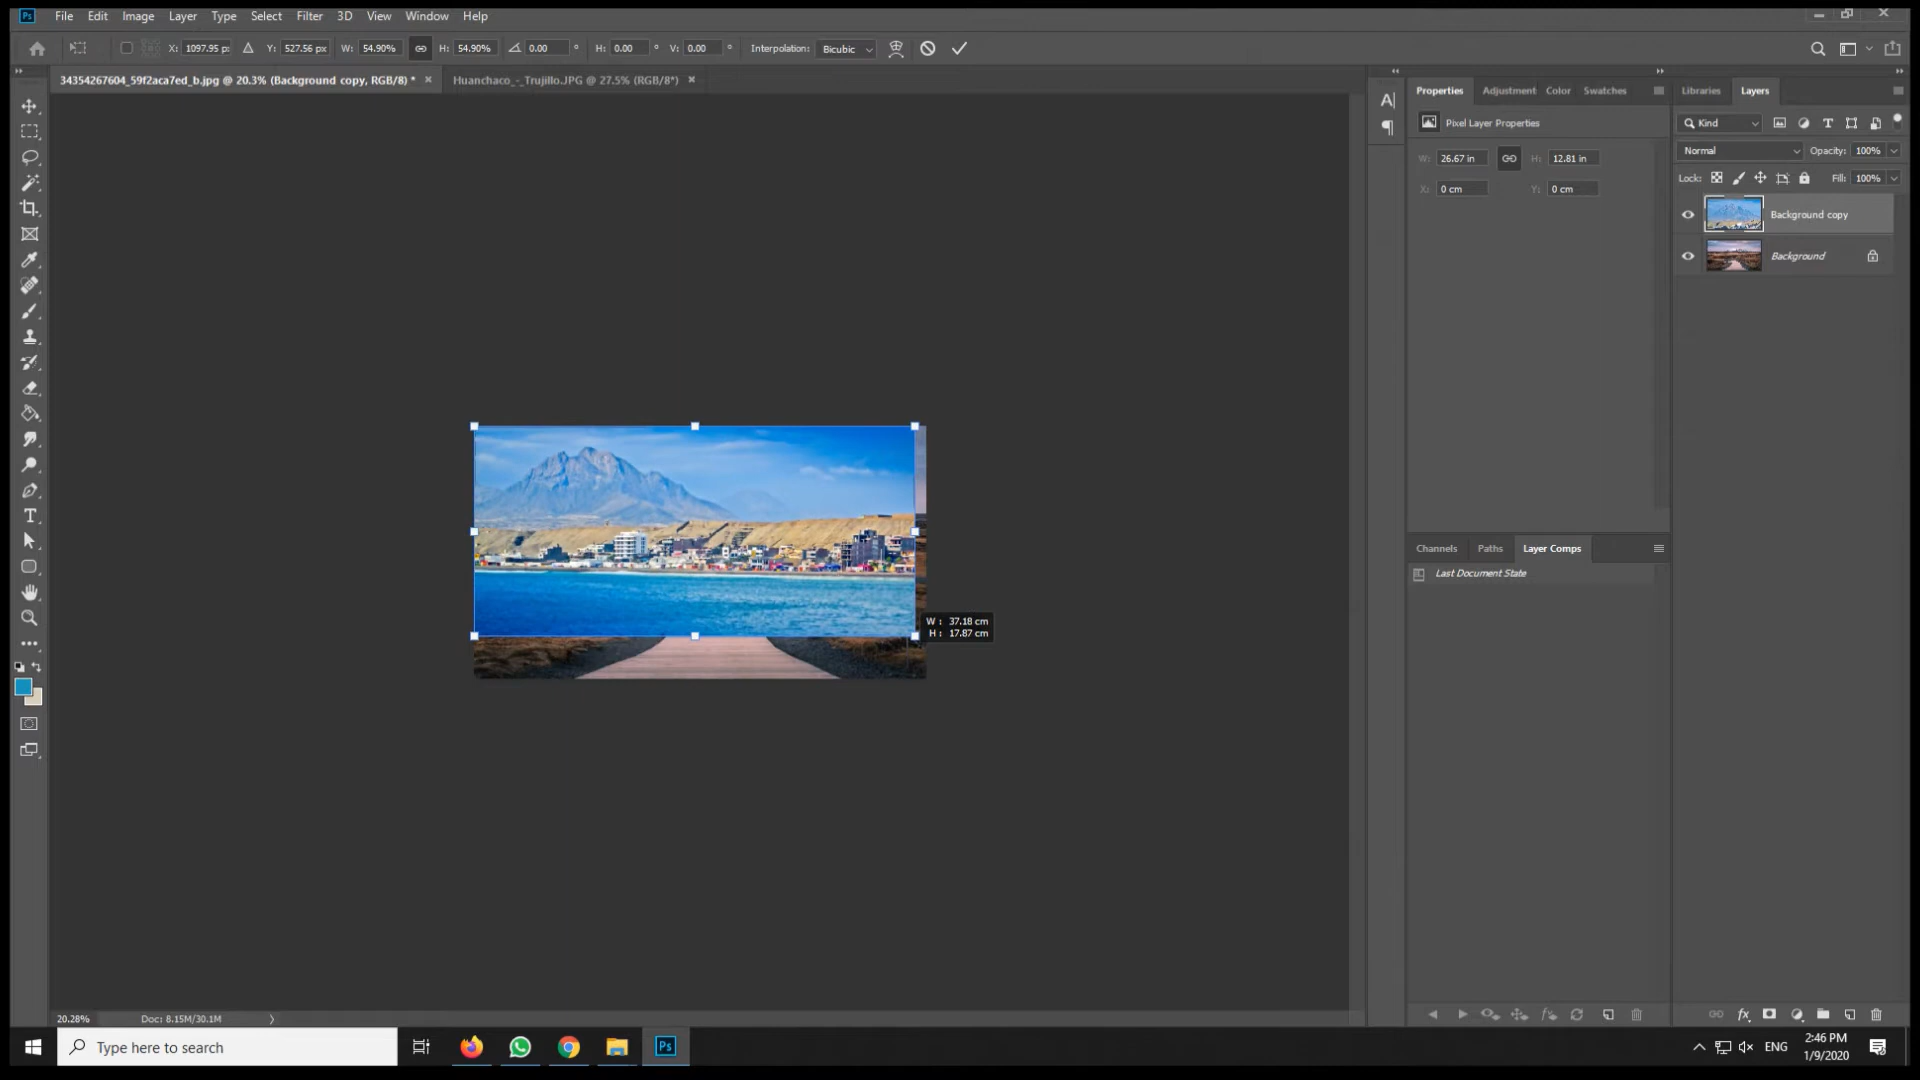 Ps File Edit Image Layer Type Select Filter 3D View Window Help
X: 1097.95 p: Y: 527.56 px W: 54.90% H: 54.90% 0.00 ° H: 0.00 ° V: 0.00 ° Interpolation: Bicubic
34354267604_59f2aca7ed_b.jpg @ 20.3% (Background copy, RGB/8) * × Huanchaco_-_Trujillo.JPG @ 27.5% (RGB/8*) ×
Properties Adjustment Color Swatches
Pixel Layer Properties
W: 26.67 in H: 12.81 in
X: 0 cm Y: 0 cm
Libraries Layers
Kind
Normal Opacity: 100%
Lock: Fill: 100%
Background copy
Background
W : 37.18 cm
H : 17.87 cm
Channels Paths Layer Comps
Last Document State
20.28% Doc: 8.15M/30.1M
Type here to search
Ps
ENG
2:46 PM
1/9/2020